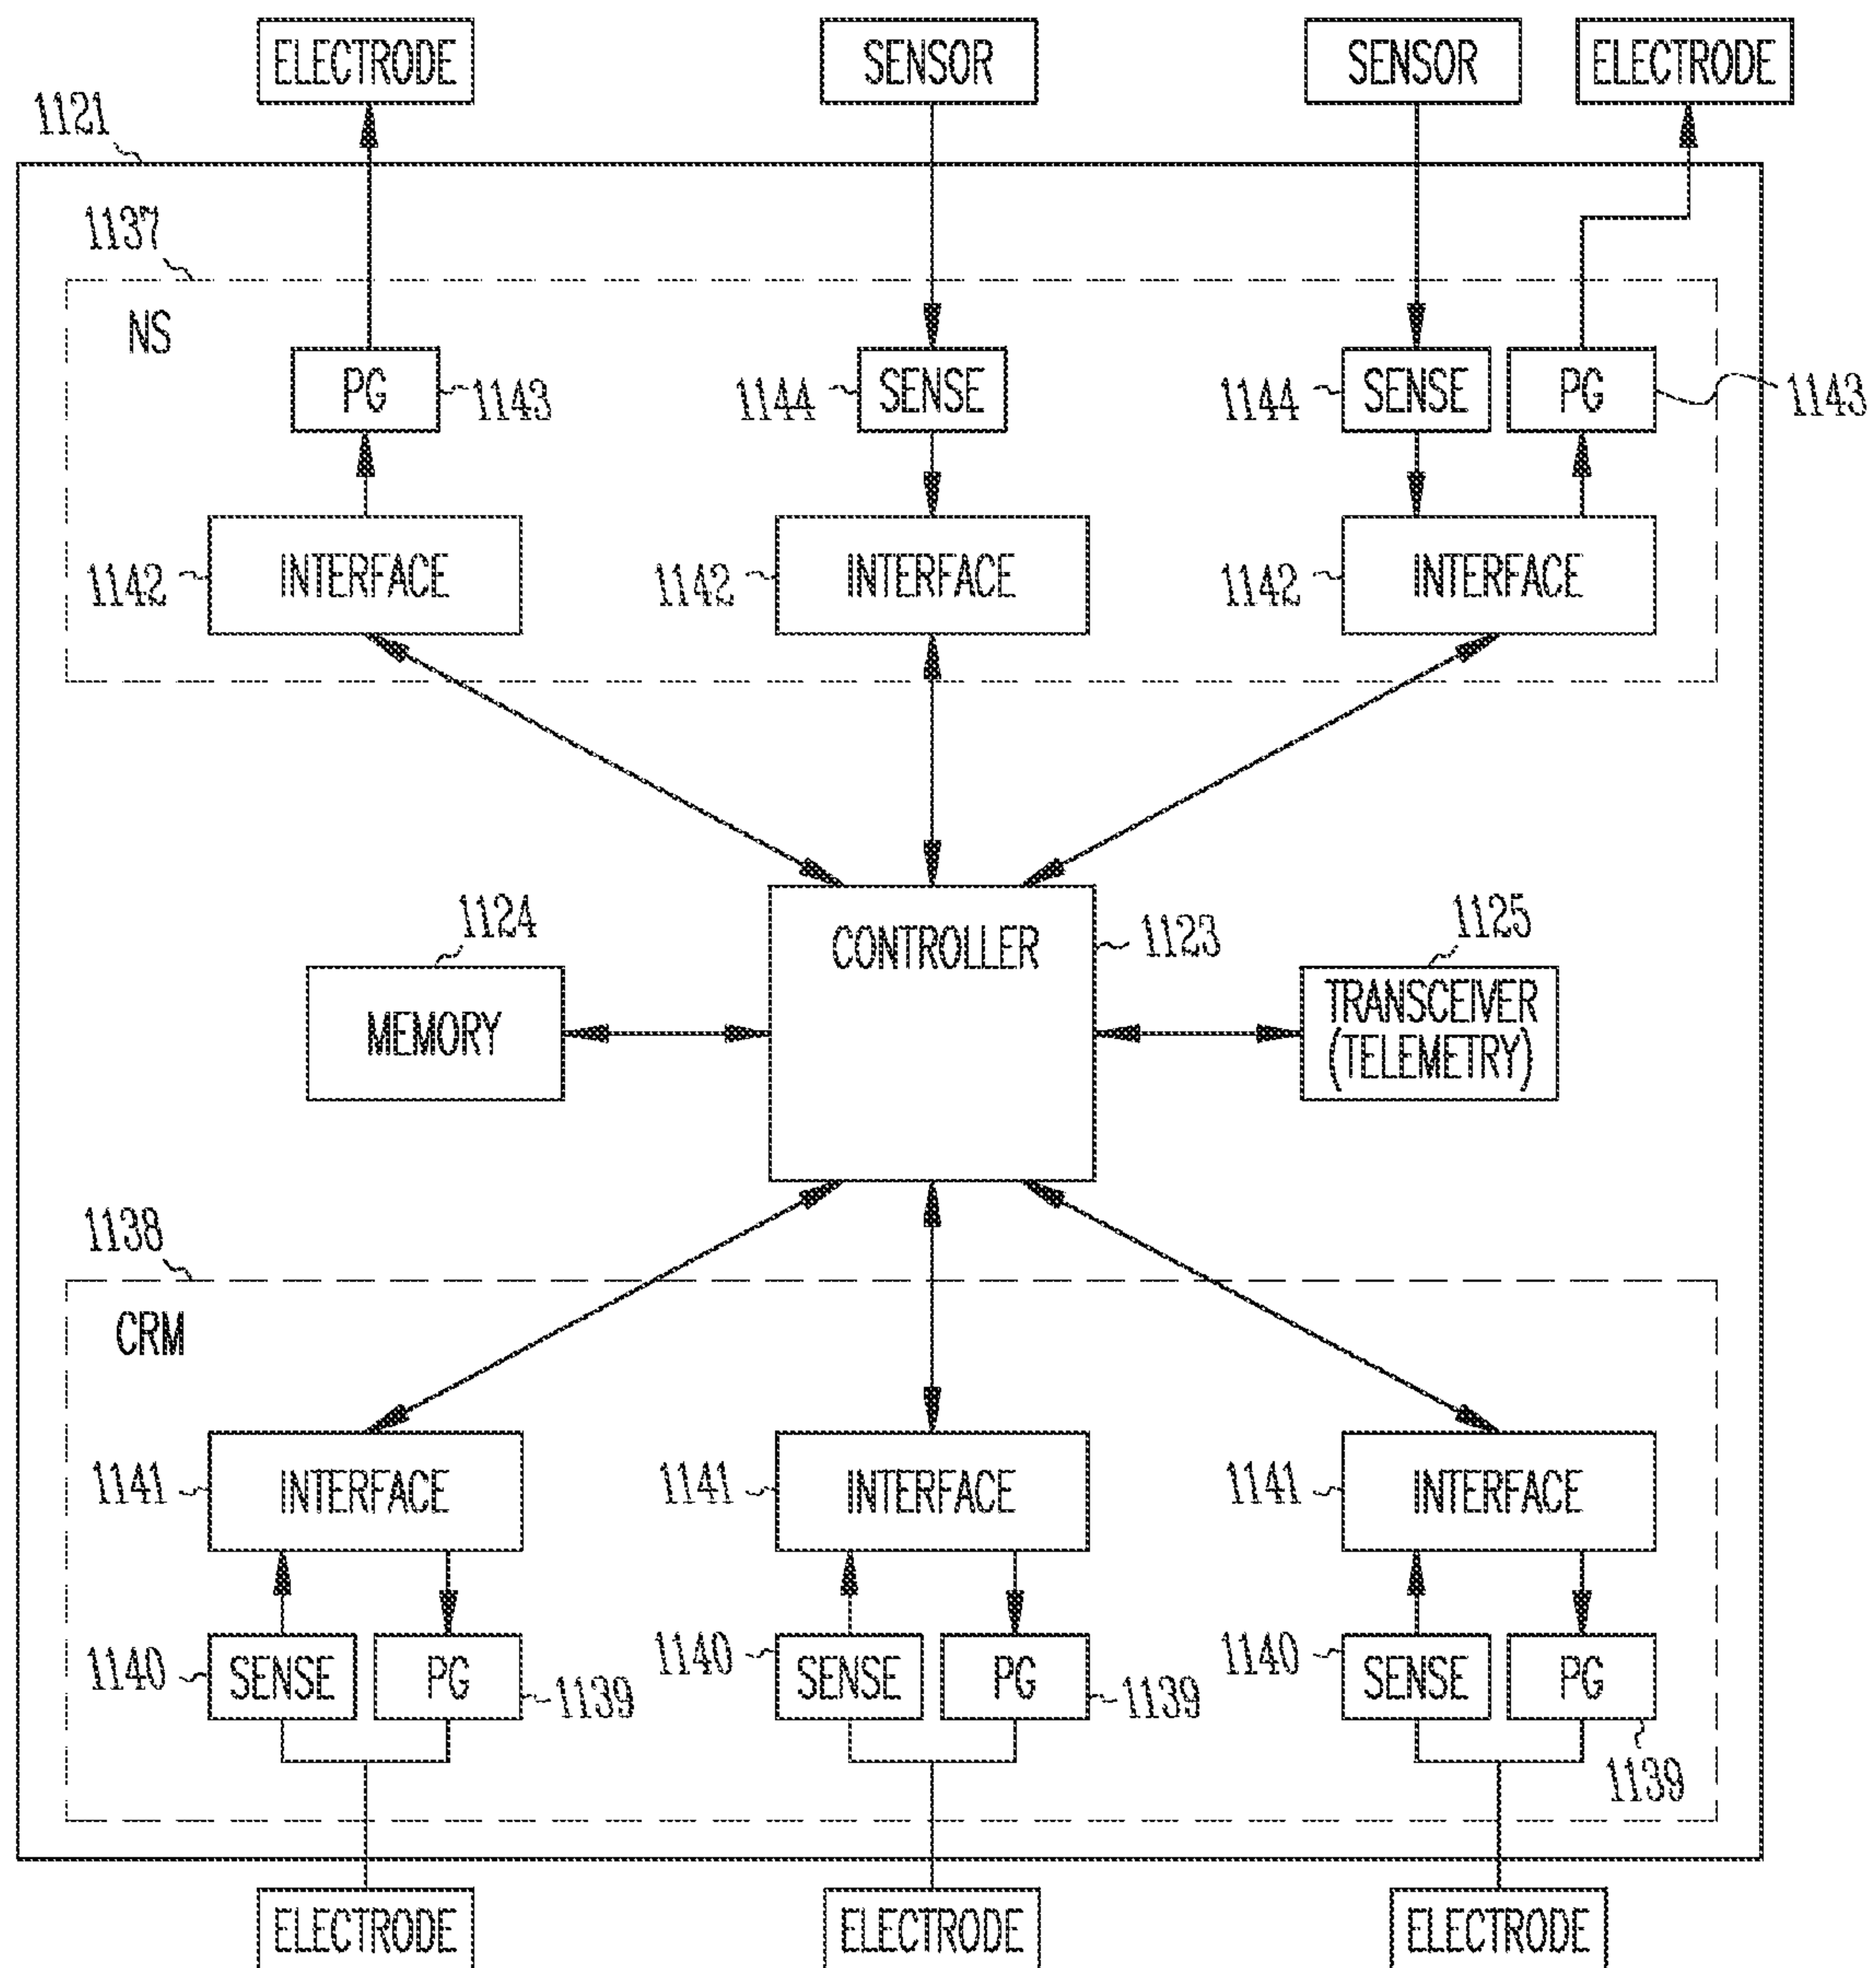 ELECTRODE
SENSOR
SENSOR
ELECTRODE
1121
1137
NS
PG
1143
1144
SENSE
1144
SENSE
PG
1143
1142
INTERFACE
1142
INTERFACE
1142
INTERFACE
1124
MEMORY
CONTROLLER
1123
1125
TRANSCEIVER
(TELEMETRY)
1138
CRM
1141
INTERFACE
1141
INTERFACE
1141
INTERFACE
1140
SENSE
PG
1139
1140
SENSE
PG
1139
1140
SENSE
PG
1139
ELECTRODE
ELECTRODE
ELECTRODE